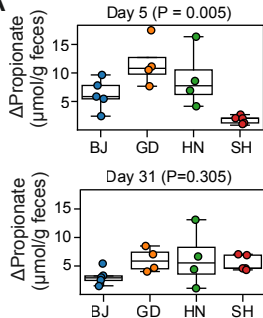 A
Day 5 (P = 0.005)
ΔPropionate
(μmol/g feces)
15
10
5
BJ GD HN SH
Day 31 (P=0.305)
ΔPropionate
(μmol/g feces)
15
10
5
BJ GD HN SH